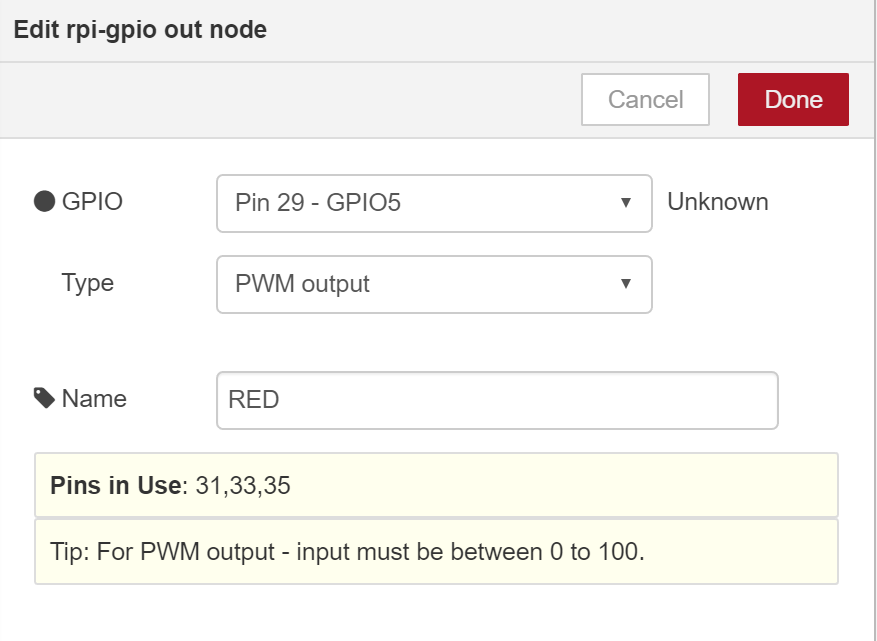 Edit rpi-gpio out node
Cancel Done
GPIO Pin 29 - GPIO5 Unknown
Type PWM output
Name RED
Pins in Use: 31,33,35
Tip: For PWM output - input must be between 0 to 100.